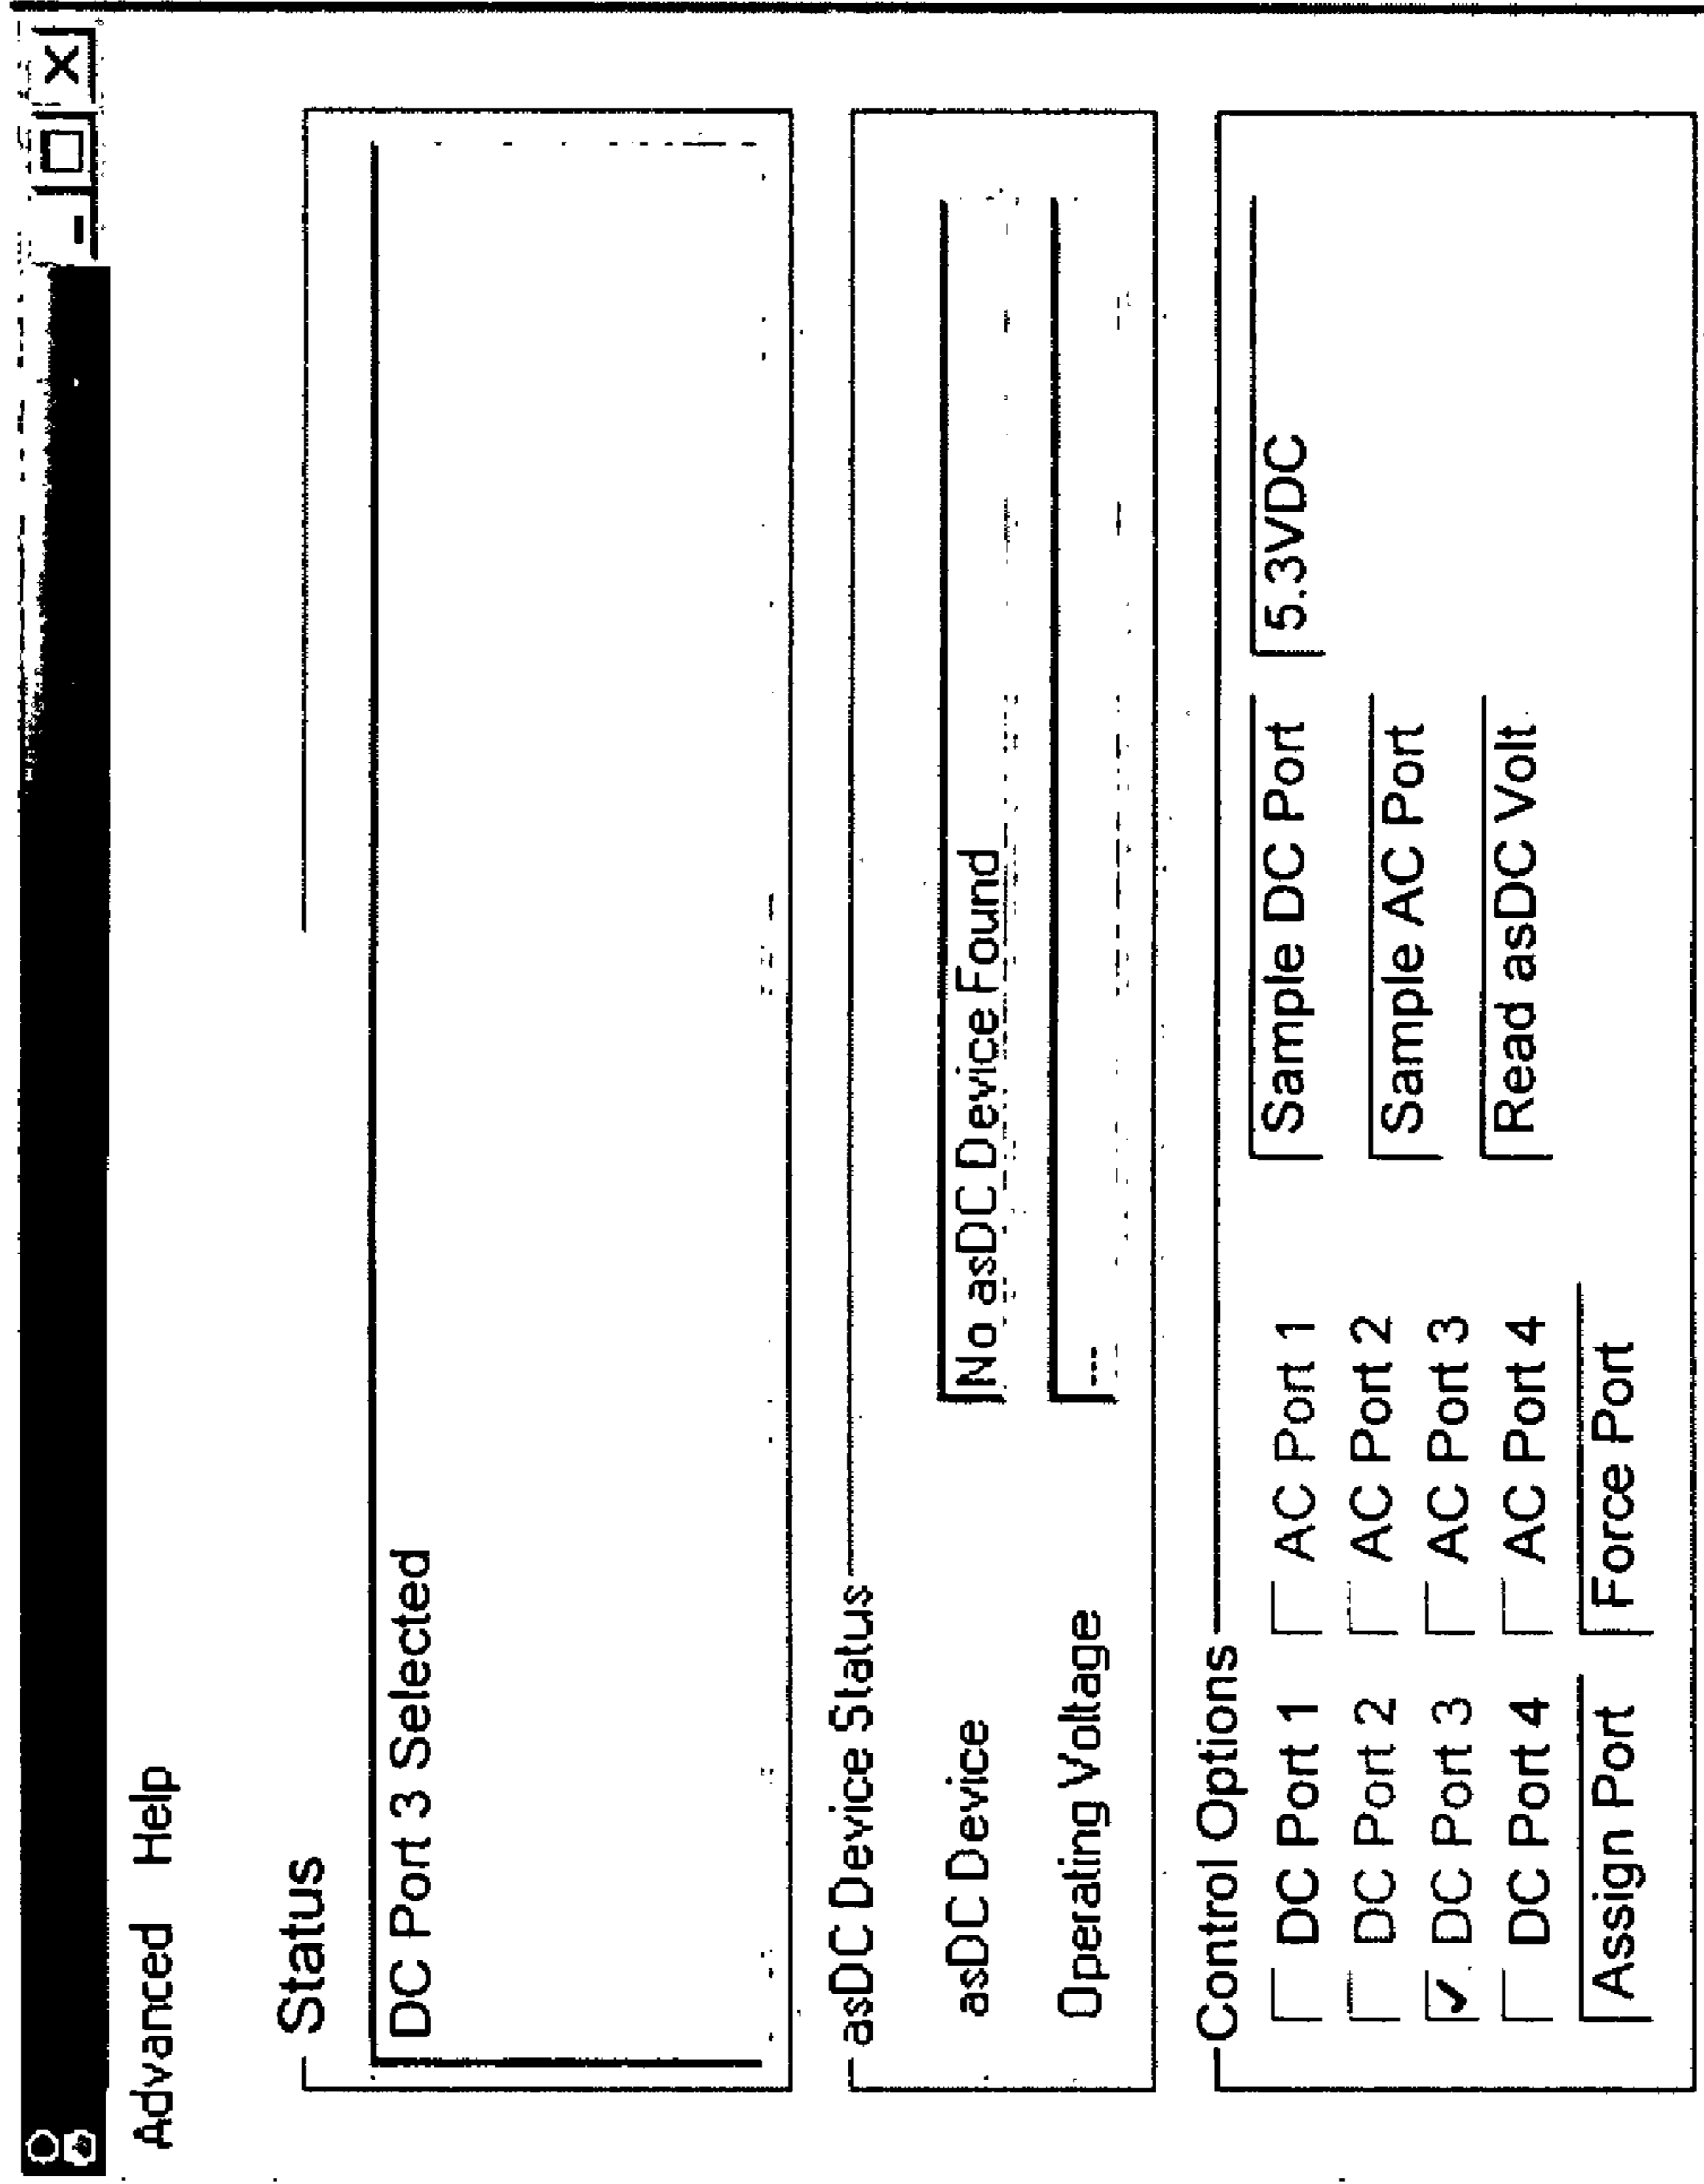 Advanced Help
Status
DC Port 3 Selected
asDC Device Status
asDC Device No asDC Device Found
Operating Voltage ---
Control Options
DC Port 1 AC Port 1 Sample DC Port 5.3VDC
DC Port 2 AC Port 2 Sample AC Port
DC Port 3 AC Port 3 Read asDC Volt
DC Port 4 AC Port 4
Assign Port Force Port